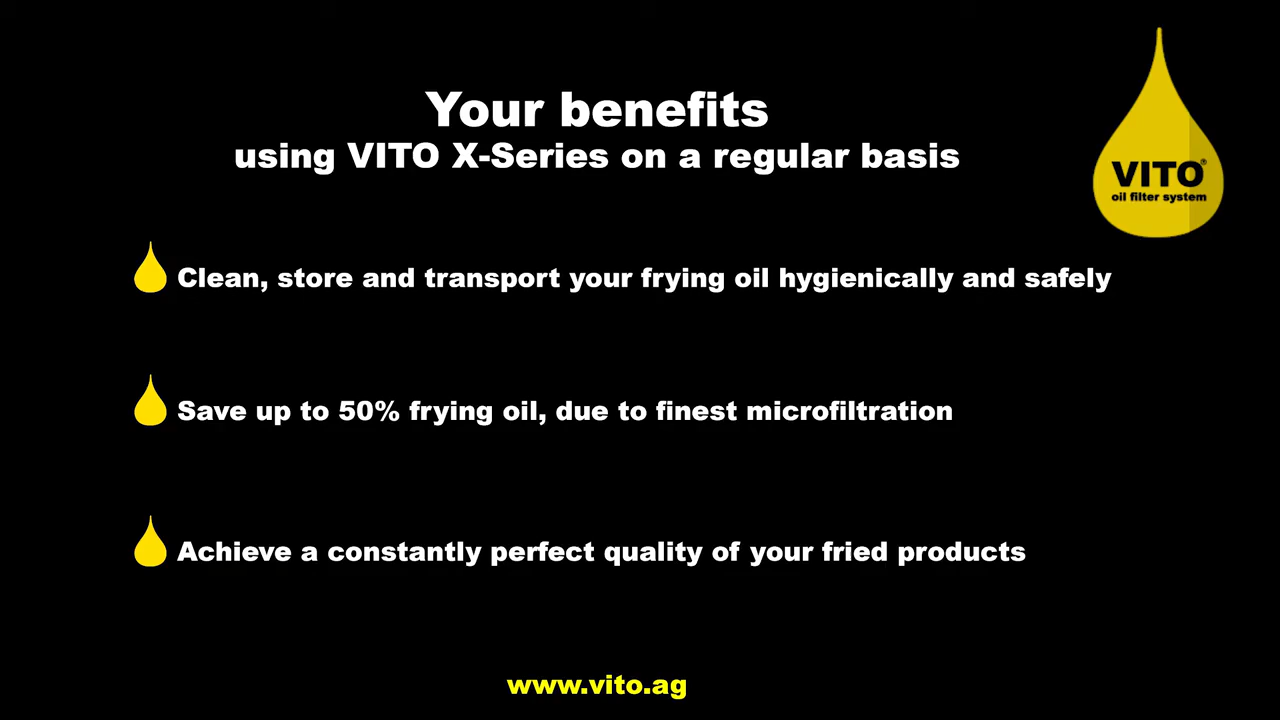 Your benefits
using VITO X-Series on a regular basis
VITO®
oil filter system
Clean, store and transport your frying oil hygienically and safely
Save up to 50% frying oil, due to finest microfiltration
Achieve a constantly perfect quality of your fried products
www.vito.ag